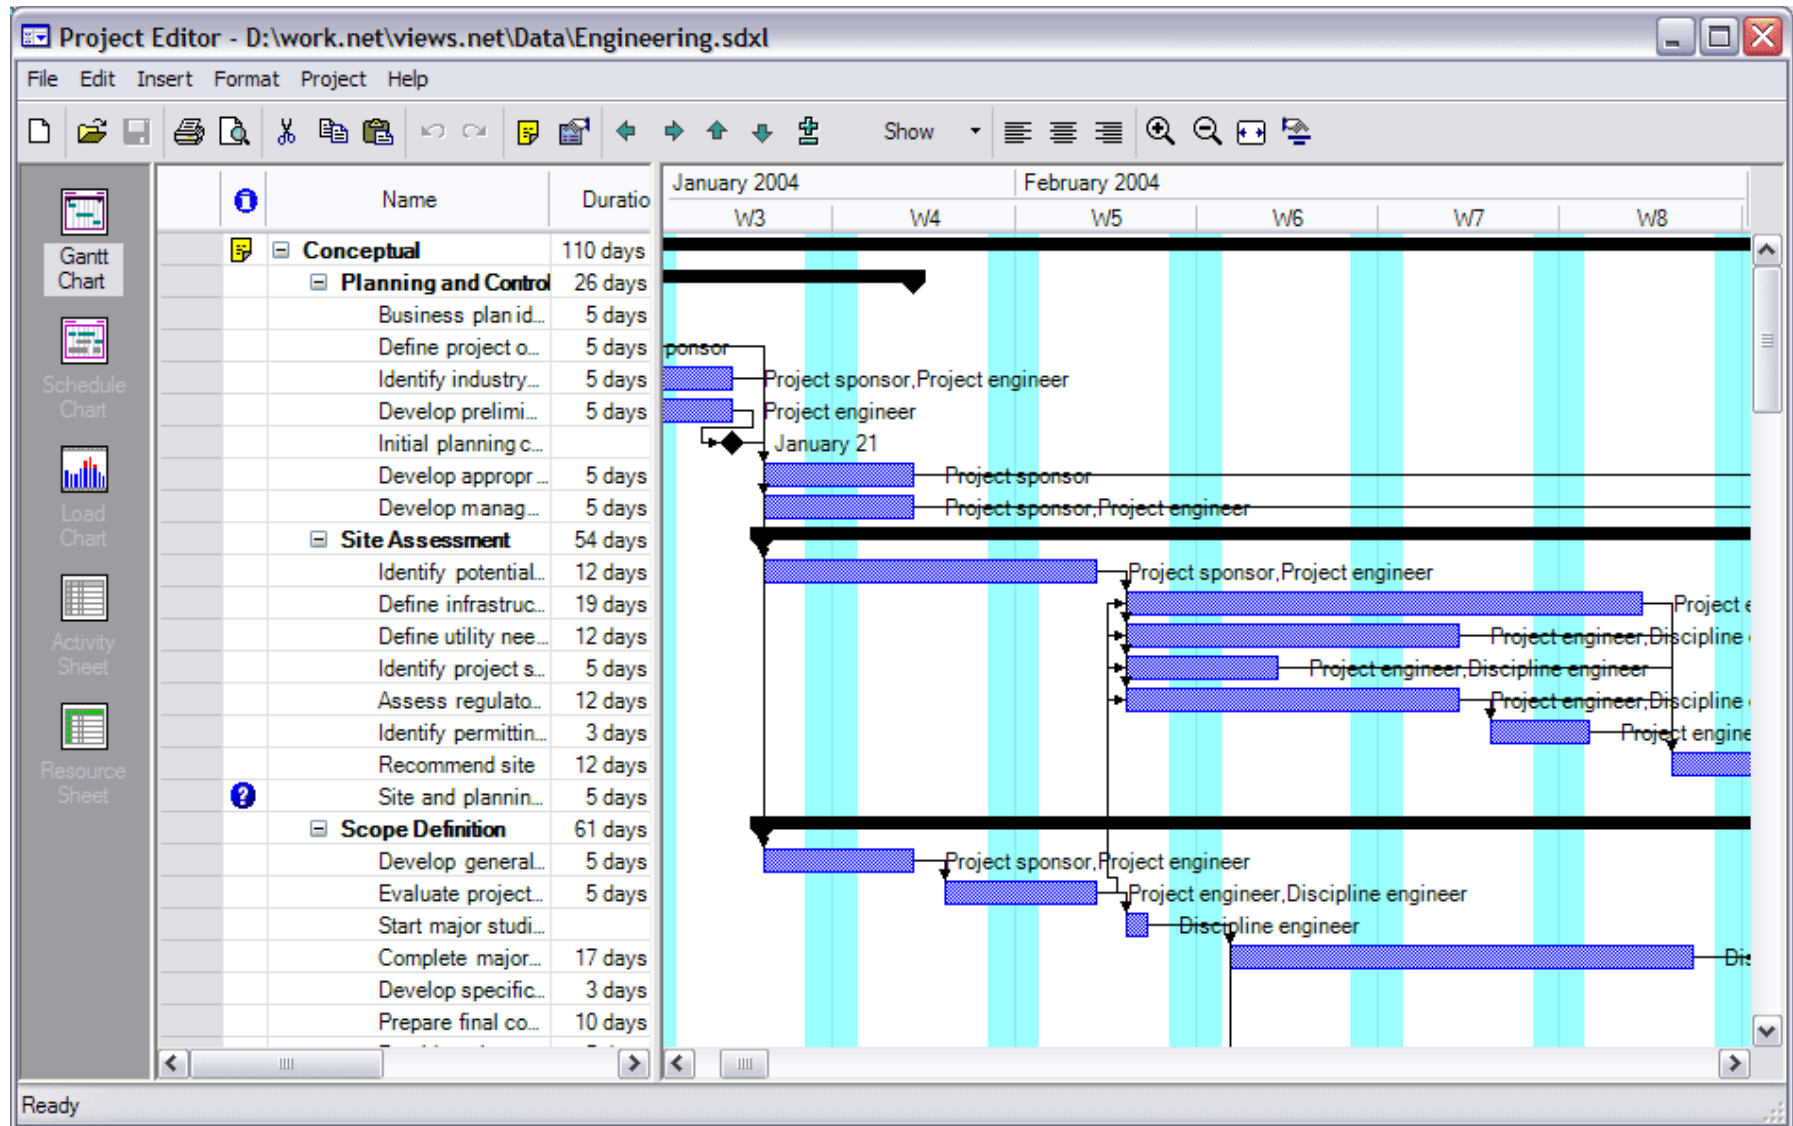 Project Editor - D:\work.net\views.net\Data\Engineering.sdxl
File Edit Insert Format Project Help
Show
Gantt
Chart
Schedule
Chart
Load
Chart
Activity
Sheet
Resource
Sheet
Name Duratio
January 2004 February 2004
W3 W4 W5 W6 W7 W8
Conceptual 110 days
Planning and Control 26 days
Business plan id... 5 days
Define project o... 5 days ponsor
Identify industry... 5 days Project sponsor,Project engineer
Develop prelimi... 5 days Project engineer
Initial planning c... January 21
Develop appropr... 5 days Project sponsor
Develop manag... 5 days Project sponsor,Project engineer
Site Assessment 54 days
Identify potential... 12 days Project sponsor,Project engineer
Define infrastruc... 19 days Project e
Define utility nee... 12 days Project engineer,Discipline
Identify project s... 5 days Project engineer,Discipline engineer
Assess regulato... 12 days Project engineer,Discipline
Identify permittin... 3 days Project engine
Recommend site 12 days
Site and plannin... 5 days
Scope Definition 61 days
Develop general... 5 days Project sponsor,Project engineer
Evaluate project... 5 days Project engineer,Discipline engineer
Start major studi... Discipline engineer
Complete major... 17 days Dis
Develop specific... 3 days
Prepare final co... 10 days
Ready